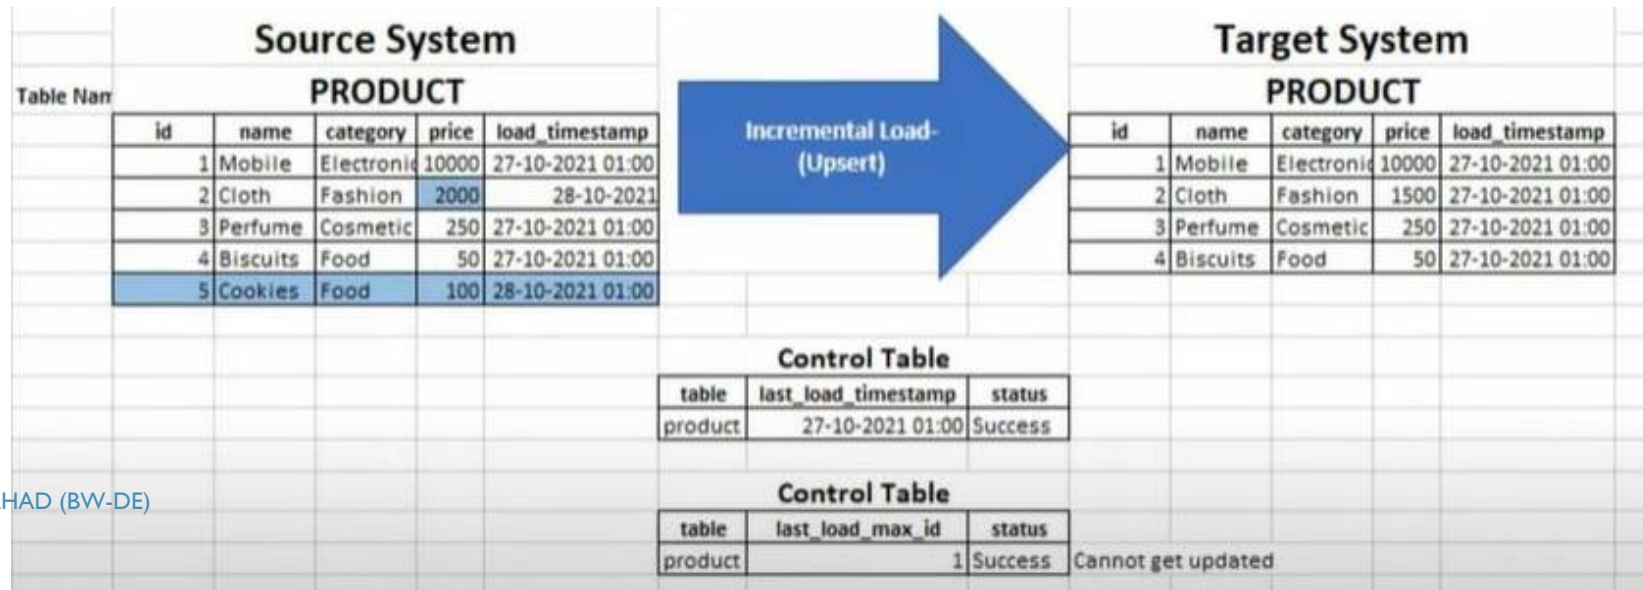 Source System
Target System
Table Nam
PRODUCT
PRODUCT
id name category price load_timestamp
1 Mobile Electronic 10000 27-10-2021 01:00
2 Cloth Fashion 2000 28-10-2021
3 Perfume Cosmetic 250 27-10-2021 01:00
4 Biscuits Food 50 27-10-2021 01:00
5 Cookies Food 100 28-10-2021 01:00
Incremental Load-
(Upsert)
id name category price load_timestamp
1 Mobile Electronic 10000 27-10-2021 01:00
2 Cloth Fashion 1500 27-10-2021 01:00
3 Perfume Cosmetic 250 27-10-2021 01:00
4 Biscuits Food 50 27-10-2021 01:00
Control Table
table last_load_timestamp status
product 27-10-2021 01:00 Success
HAD (BW-DE)
Control Table
table last_load_max_id status
product 1 Success Cannot get updated